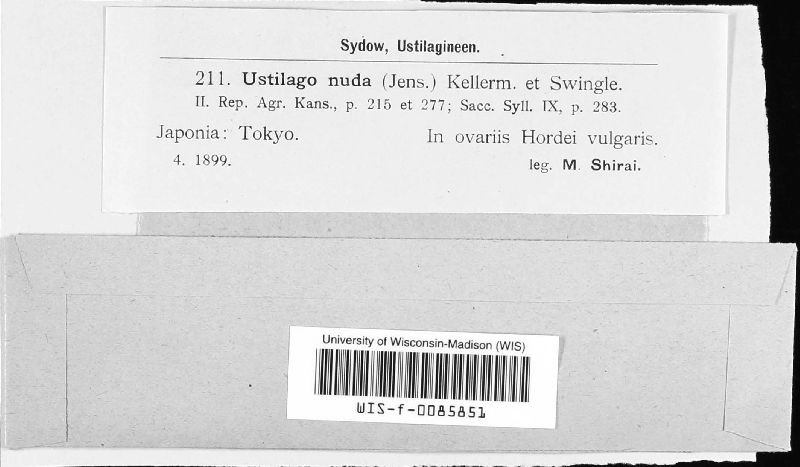 Sydow, Ustilagineen.
211. Ustilago nuda (Jens.) Kellerm. et Swingle.
II. Rep. Agr. Kans., p. 215 et 277; Sacc. Syll. IX, p. 283.
Japonia: Tokyo. In ovariis Hordei vulgaris.
4. 1899. leg. M. Shirai.
University of Wisconsin-Madison (WIS)
WIS-f-0085851